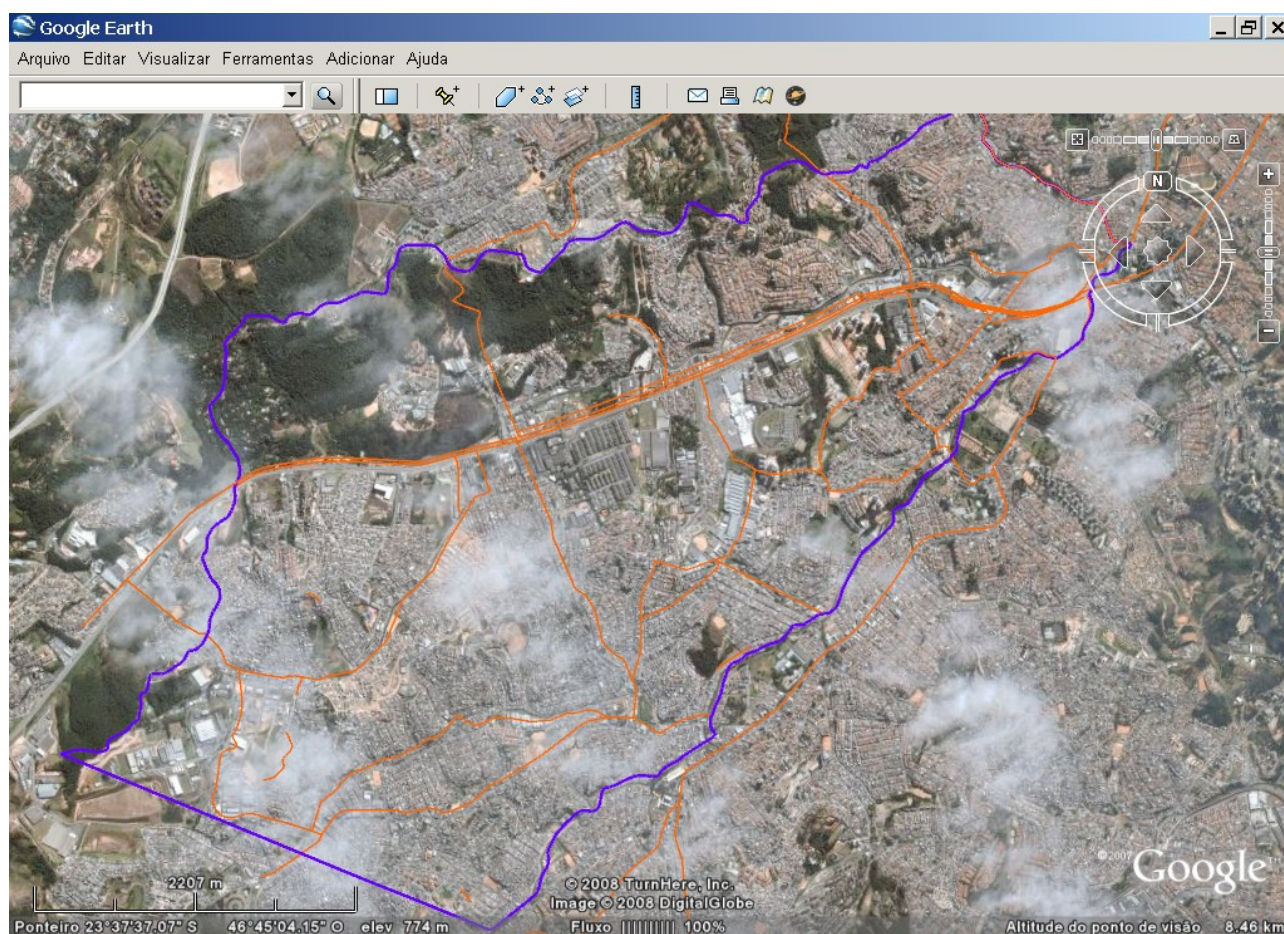 Google Earth
Arquivo Editar Visualizar Ferramentas Adicionar Ajuda
N
2207 m
© 2008 TurnHere, Inc.
Image © 2008 DigitalGlobe
©2007 Google™
Ponteiro 23°37'37.07" S 46°45'04.15" O elev 774 m Fluxo ||||||||| 100% Altitude do ponto de visão 8.46 km